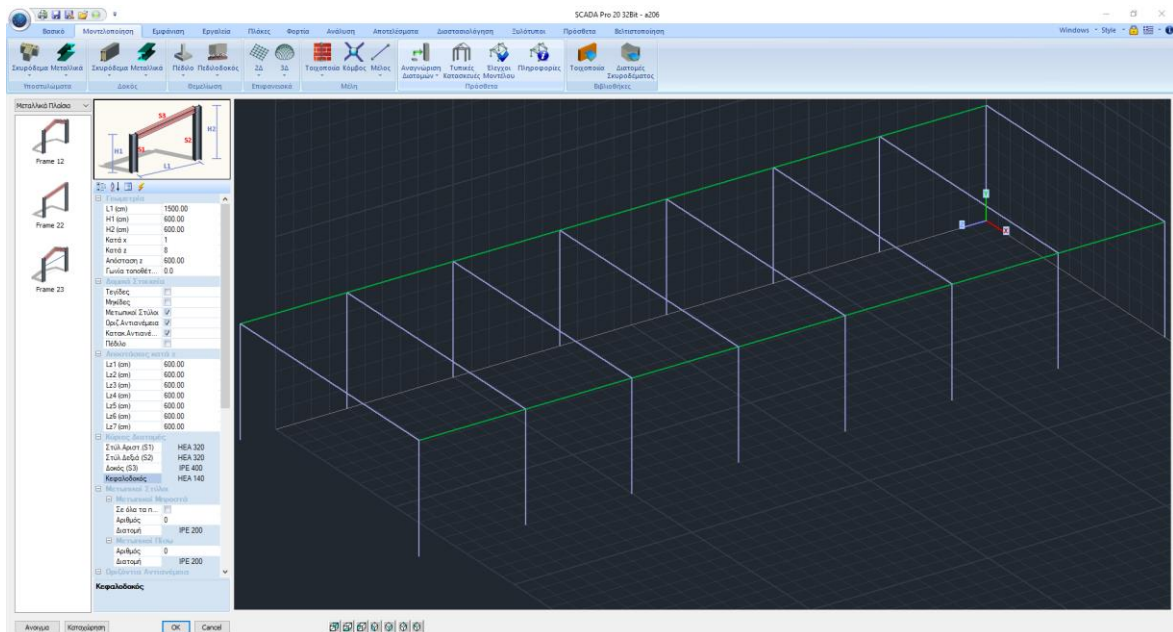 SCADA Pro 20 32Bit - a206
Βασικό Μοντελοποίηση Εμφάνιση Εργαλεία Πλάκες Φορτία Ανάλυση Αποτελέσματα Διαστασιολόγηση Ξυλότυποι Πρόσθετα Βελτιστοποίηση Windows Style
Σκυρόδεμα Μεταλλικά Σκυρόδεμα Μεταλλικά Πέδιλο Πεδιλοδοκός 2Δ 3Δ Τοιχοποιία Κόμβος Μέλος Αναγνώριση Διατομών Τυπικές Κατασκευές Έλεγχοι Μοντέλου Πληροφορίες Τοιχοποιία Διατομές Σκυροδέματος
Υποστυλώματα Δοκός Θεμελίωση Επιφανειακά Μέλη Πρόσθετα Βιβλιοθήκες
Μεταλλικό Πλαίσιο
Frame 12
Frame 22
Frame 23
S3
H2
S2
H1
S1
L1
Γεωμετρία
L1 (cm) 1500.00
H1 (cm) 600.00
H2 (cm) 600.00
Κατά x 1
Κατά z 8
Απόσταση z 600.00
Γωνία τοποθέτ... 0.0
Δομικά Στοιχεία
Τεγίδες
Μηκίδες
Μετωπικοί Στύλοι
Οριζ.Αντιανέμεια
Κατακ.Αντιανέ...
Πέδιλο
Αποστάσεις κατά z
Lz1 (cm) 600.00
Lz2 (cm) 600.00
Lz3 (cm) 600.00
Lz4 (cm) 600.00
Lz5 (cm) 600.00
Lz6 (cm) 600.00
Lz7 (cm) 600.00
Κύριες Διατομές
Στύλ.Αριστ.(S1) HEA 320
Στύλ.Δεξιά (S2) HEA 320
Δοκός (S3) IPE 400
Κεφαλοδοκός HEA 140
Μετωπικοί Στύλοι
Μετωπικοί Μπροστά
Σε όλα τα π...
Αριθμός 0
Διατομή IPE 200
Μετωπικοί Πίσω
Αριθμός 0
Διατομή IPE 200
Οριζόντια Αντιανέμεια
Κεφαλοδοκός
Άνοιγμα Καταχώρηση OK Cancel
Y
X